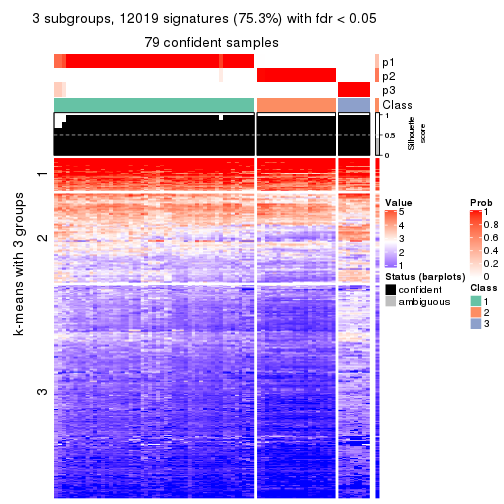 3 subgroups, 12019 signatures (75.3%) with fdr < 0.05
79 confident samples
p1
p2
p3
Class
1
0.5
0
Silhouette
score
k-means with 3 groups
1
2
3
Value
5
4
3
2
1
Status (barplots)
confident
ambiguous
Prob
1
0.8
0.6
0.4
0.2
0
Class
1
2
3